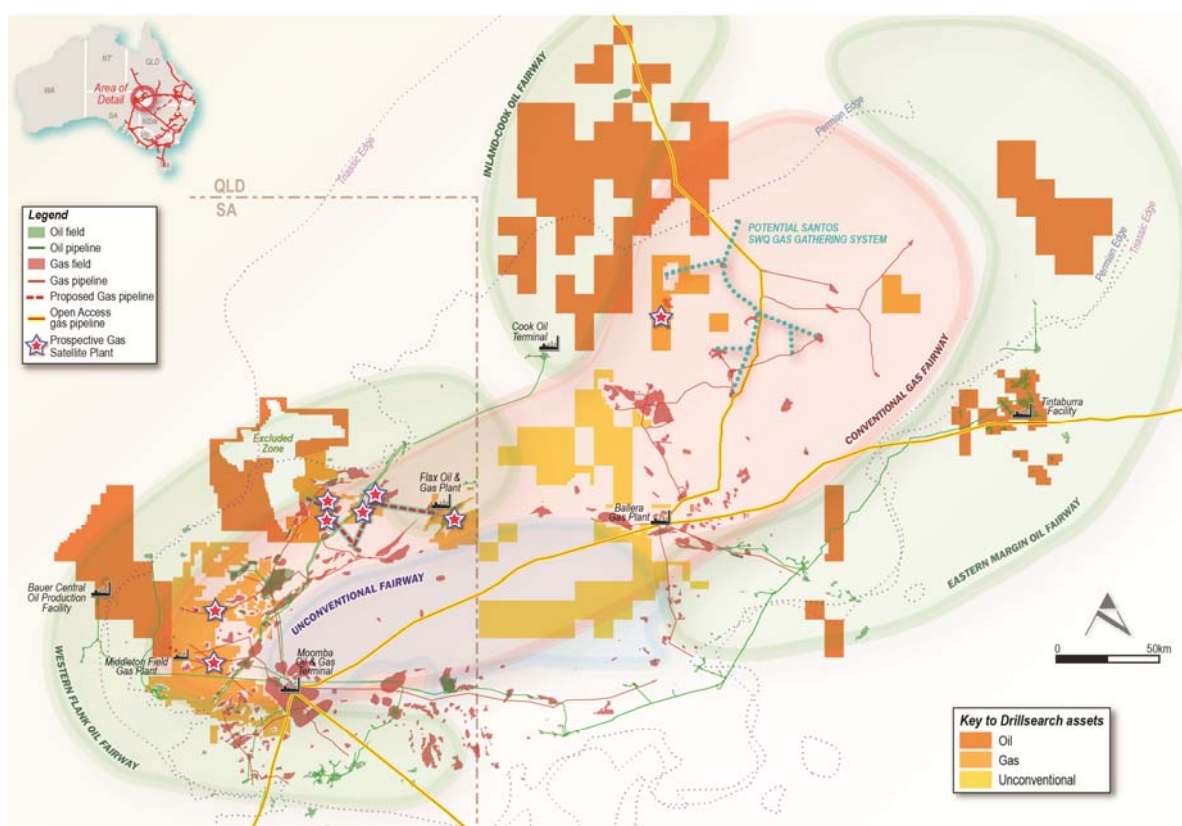 WA
NT
QLD
Area of
Detail
SA
NSW
QLD
SA
Legend
Oil field
Oil pipeline
Gas field
Gas pipeline
Proposed Gas pipeline
Open Access
gas pipeline
Prospective Gas
Satellite Plant
Triassic Edge
INLAND-COOK OIL FAIRWAY
Permian Edge
POTENTIAL SANTOS
SWQ GAS GATHERING SYSTEM
Permian Edge
Triassic Edge
Cook Oil
Terminal
CONVENTIONAL GAS FAIRWAY
Tintaburra
Facility
Excluded
Zone
Flax Oil &
Gas Plant
Ballera
Gas Plant
EASTERN MARGIN OIL FAIRWAY
Bauer Central
Oil Production
Facility
UNCONVENTIONAL FAIRWAY
Middleton Field
Gas Plant
Moomba
Oil & Gas
Terminal
WESTERN FLANK OIL FAIRWAY
50km
Key to Drillsearch assets
Oil
Gas
Unconventional